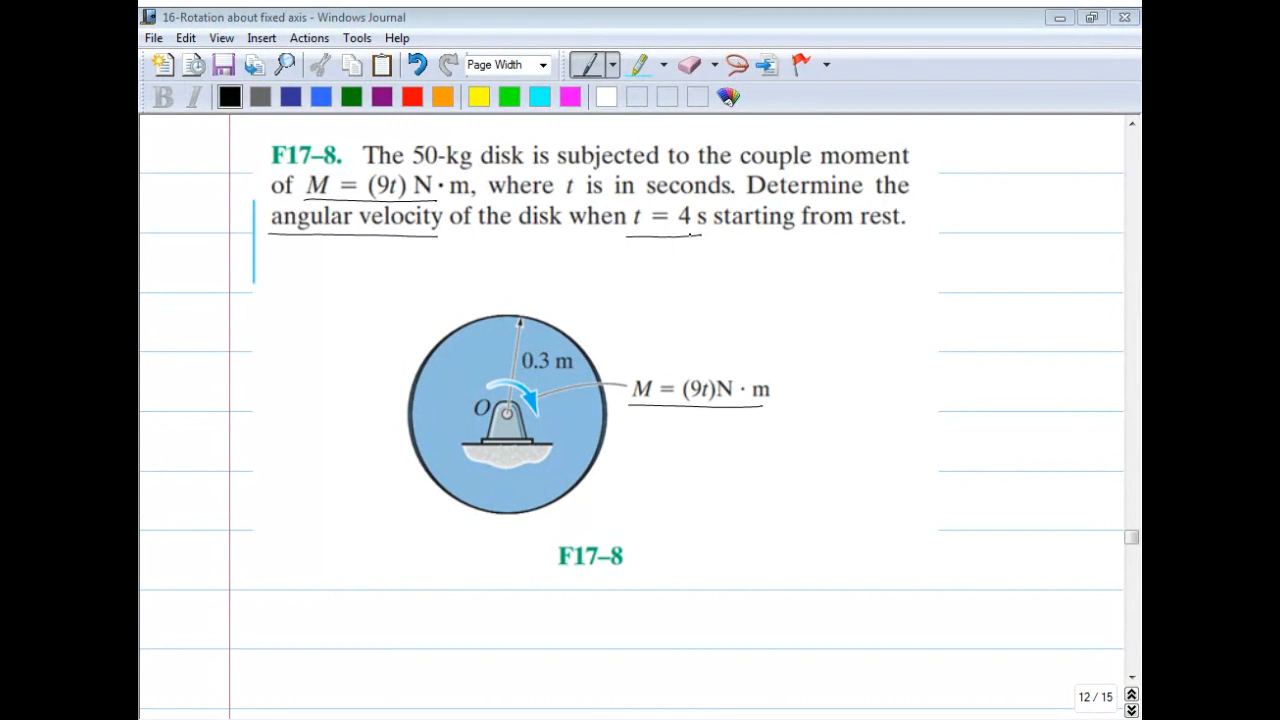 16-Rotation about fixed axis - Windows Journal
File Edit View Insert Actions Tools Help
Page Width
B I
F17–8. The 50-kg disk is subjected to the couple moment
of M = (9t) N · m, where t is in seconds. Determine the
angular velocity of the disk when t = 4 s starting from rest.
0.3 m
M = (9t)N · m
O
F17–8
12 / 15